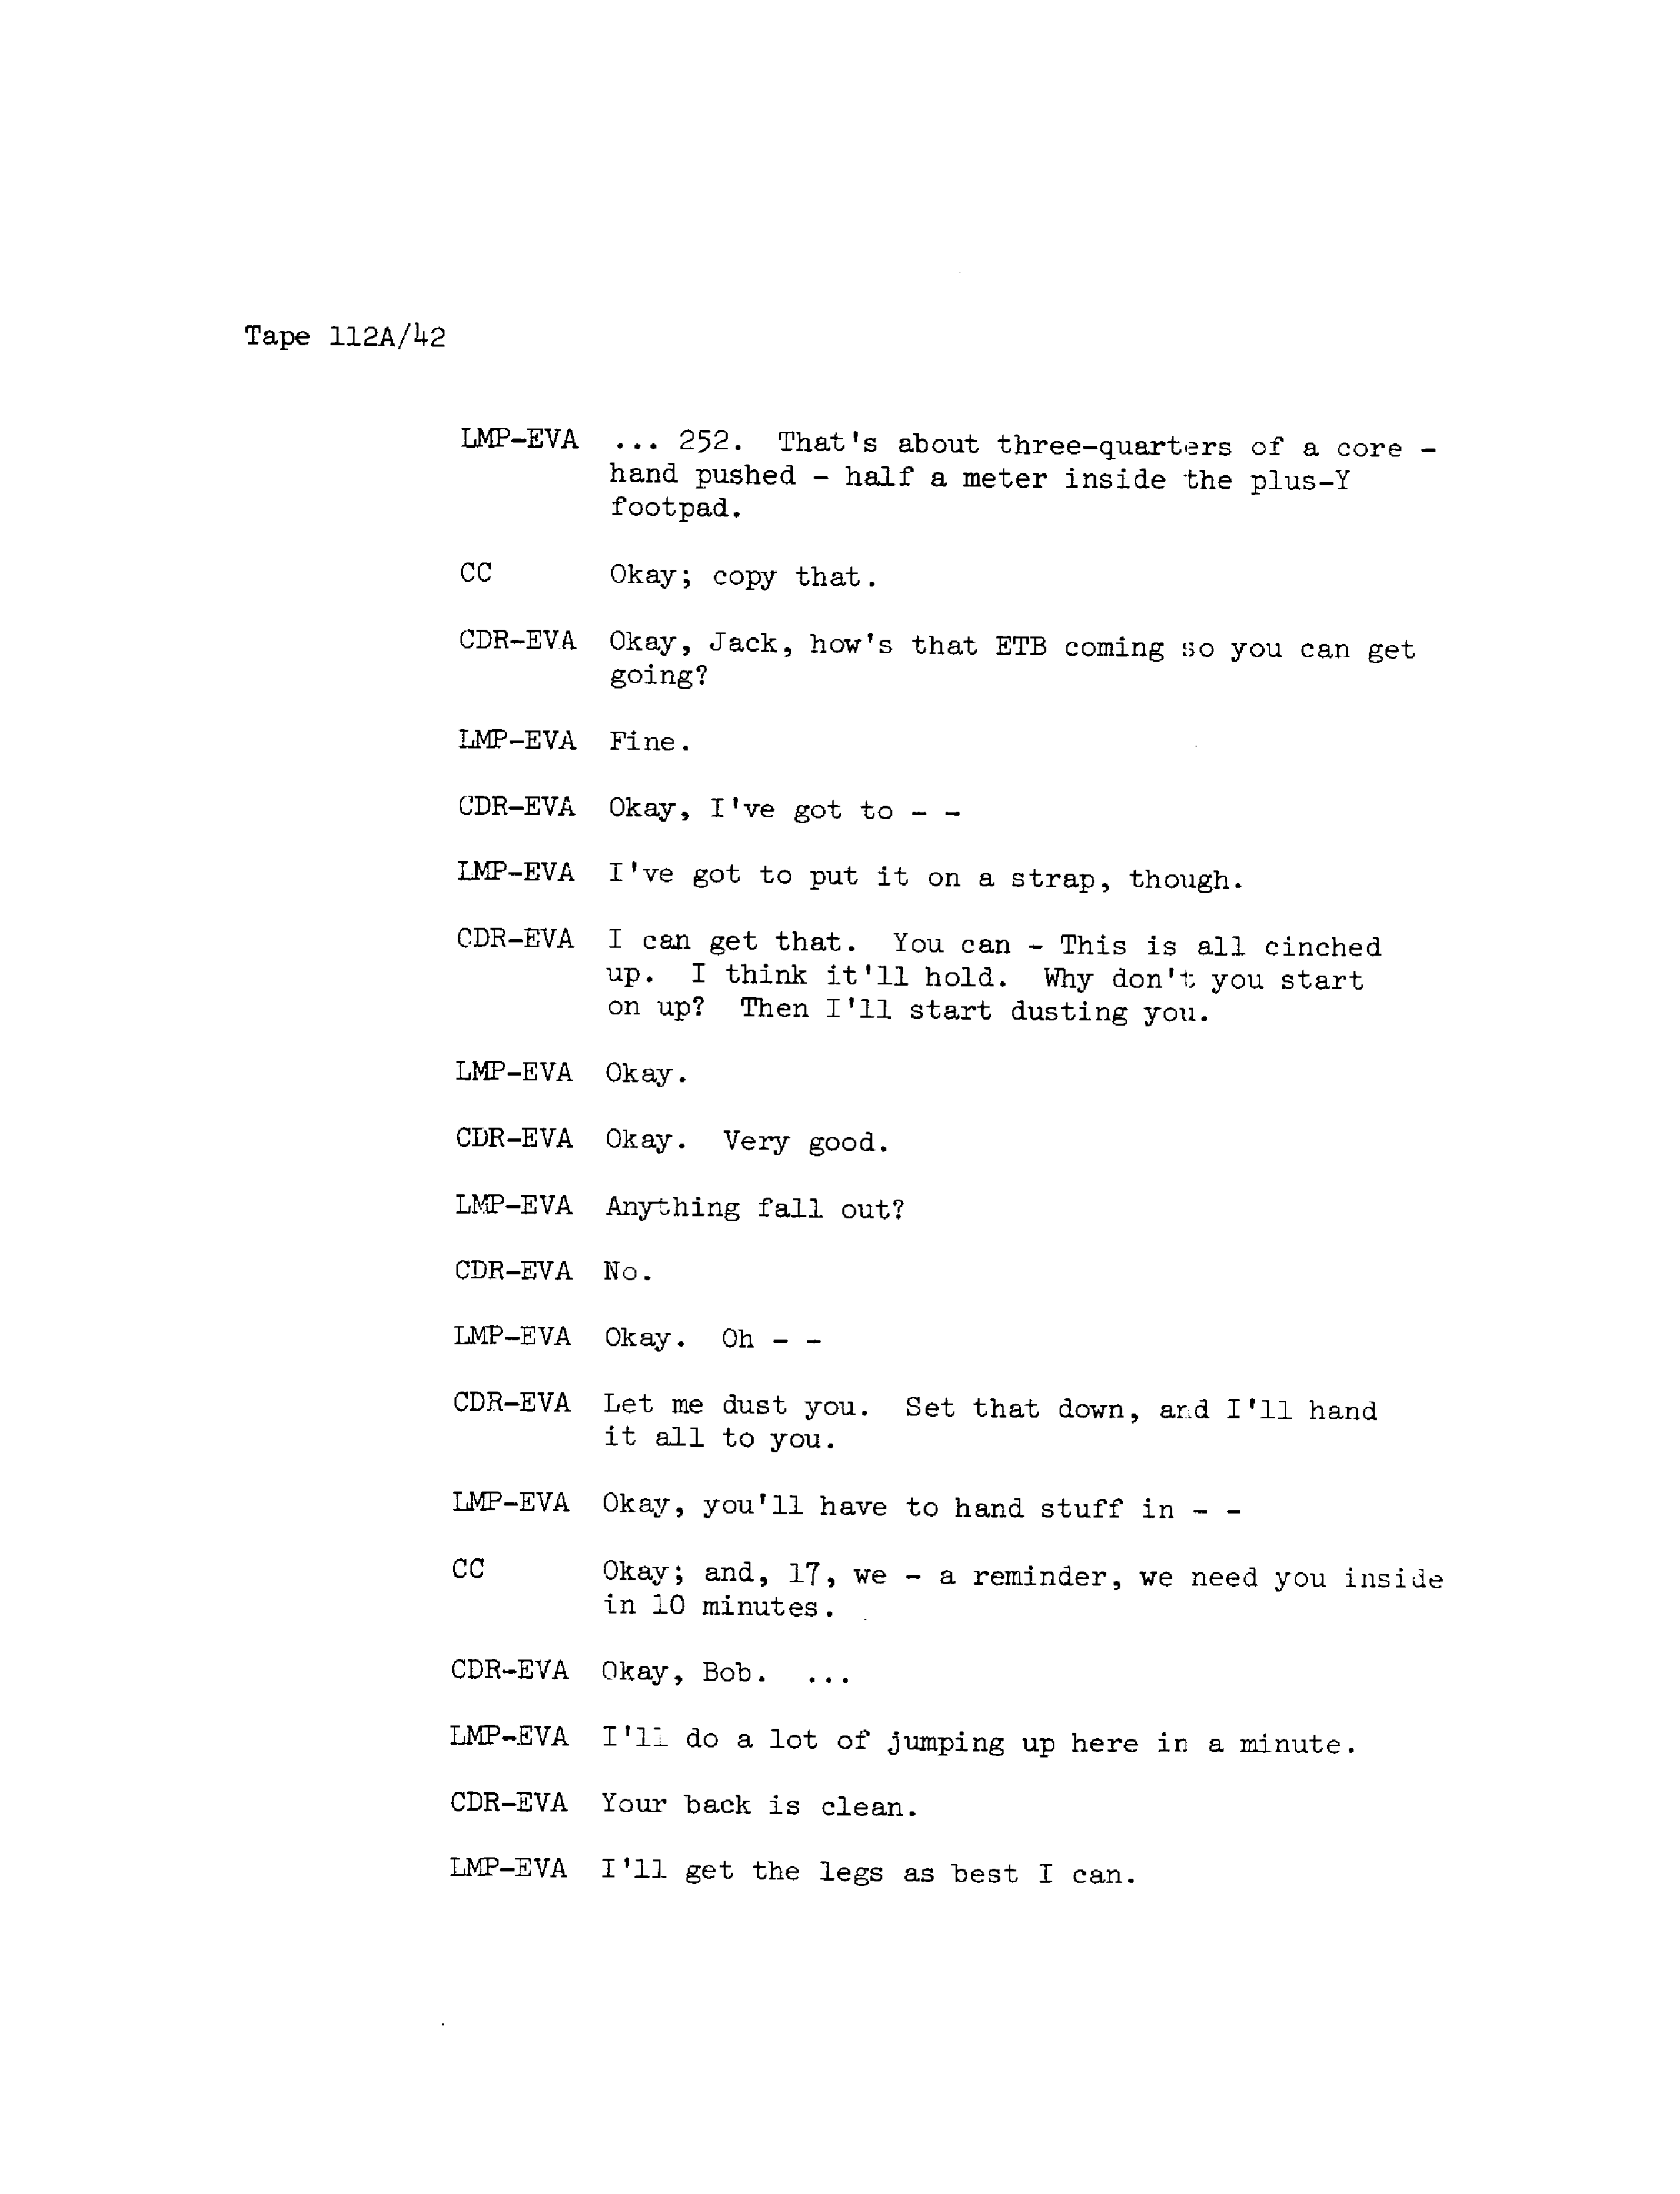 Tape 112A/42
LMP-EVA ... 252. That's about three-quarters of a core -
hand pushed - half a meter inside the plus-Y
footpad.
CC Okay; copy that.
CDR-EVA Okay, Jack, how's that ETB coming so you can get
going?
LMP-EVA Fine.
CDR-EVA Okay, I've got to - -
LMP-EVA I've got to put it on a strap, though.
CDR-EVA I can get that. You can - This is all cinched
up. I think it'll hold. Why don't you start
on up? Then I'll start dusting you.
LMP-EVA Okay.
CDR-EVA Okay. Very good.
LMP-EVA Anything fall out?
CDR-EVA No.
LMP-EVA Okay. Oh - -
CDR-EVA Let me dust you. Set that down, and I'll hand
it all to you.
LMP-EVA Okay, you'll have to hand stuff in - -
CC Okay; and, 17, we - a reminder, we need you inside
in 10 minutes.
CDR-EVA Okay, Bob. ...
LMP-EVA I'll do a lot of jumping up here in a minute.
CDR-EVA Your back is clean.
LMP-EVA I'll get the legs as best I can.